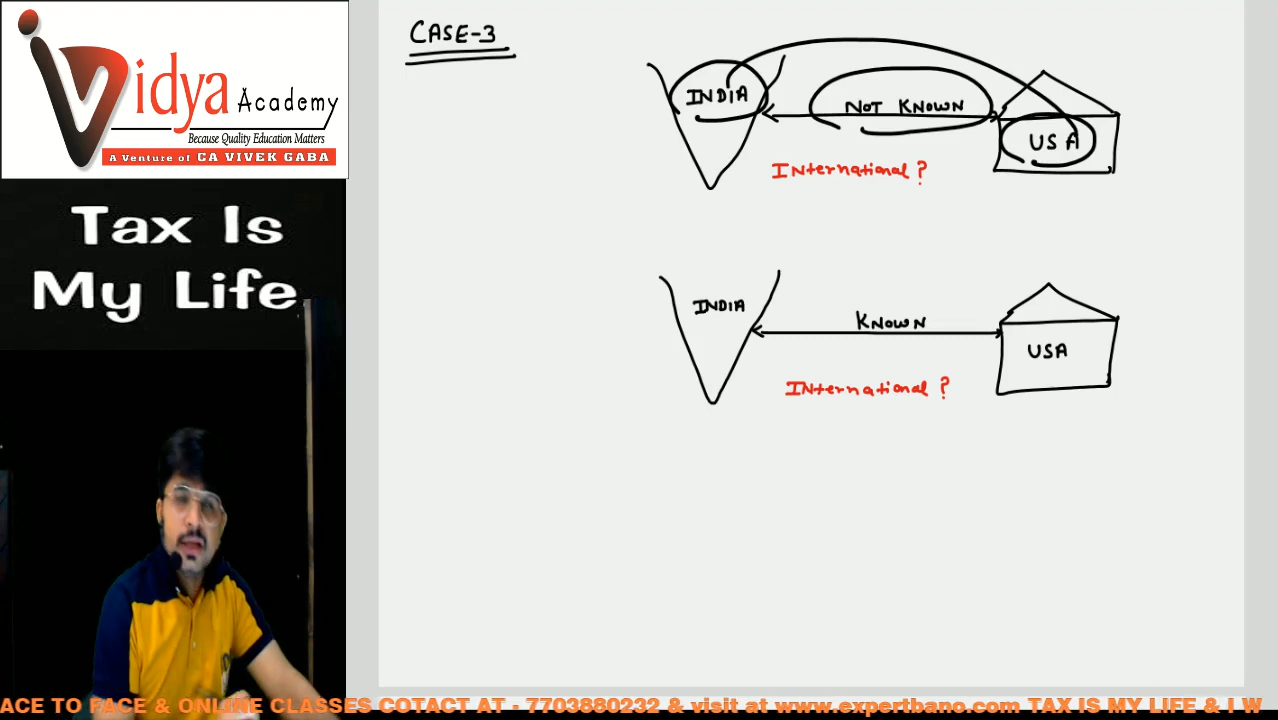 Vidya
Academy
Because Quality Education Matters
A Venture of CA VIVEK GABA
Tax Is
My Life
CASE-3
INDIA
NOT KNOWN
USA
International?
INDIA
KNOWN
USA
International?
ACE TO FACE & ONLINE CLASSES COTACT AT - 7703880232 & visit at www.expertbano.com TAX IS MY LIFE & I W